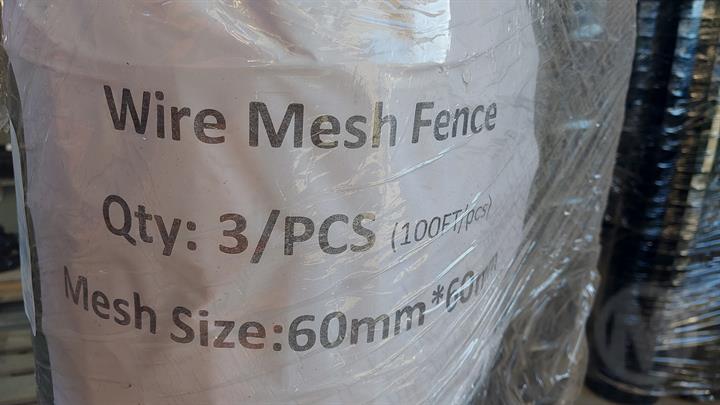 Wire Mesh Fence
Qty: 3/PCS (100FT/pcs)
Mesh Size:60mm*60mm